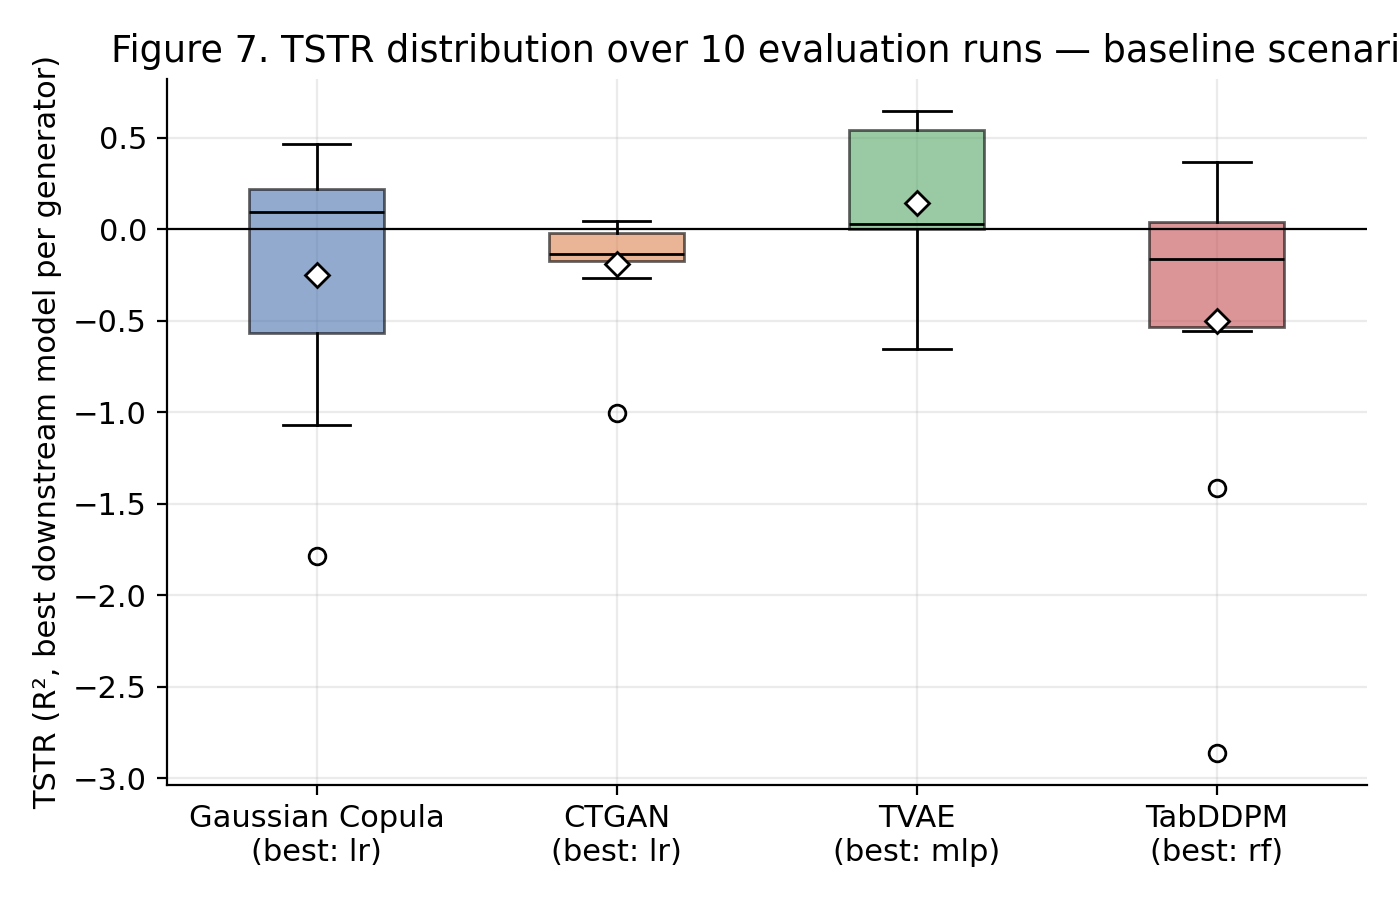 Figure 7. TSTR distribution over 10 evaluation runs — baseline scenari
TSTR (R², best downstream model per generator)
0.5
0.0
−0.5
−1.0
−1.5
−2.0
−2.5
−3.0
Gaussian Copula
(best: lr)
CTGAN
(best: lr)
TVAE
(best: mlp)
TabDDPM
(best: rf)